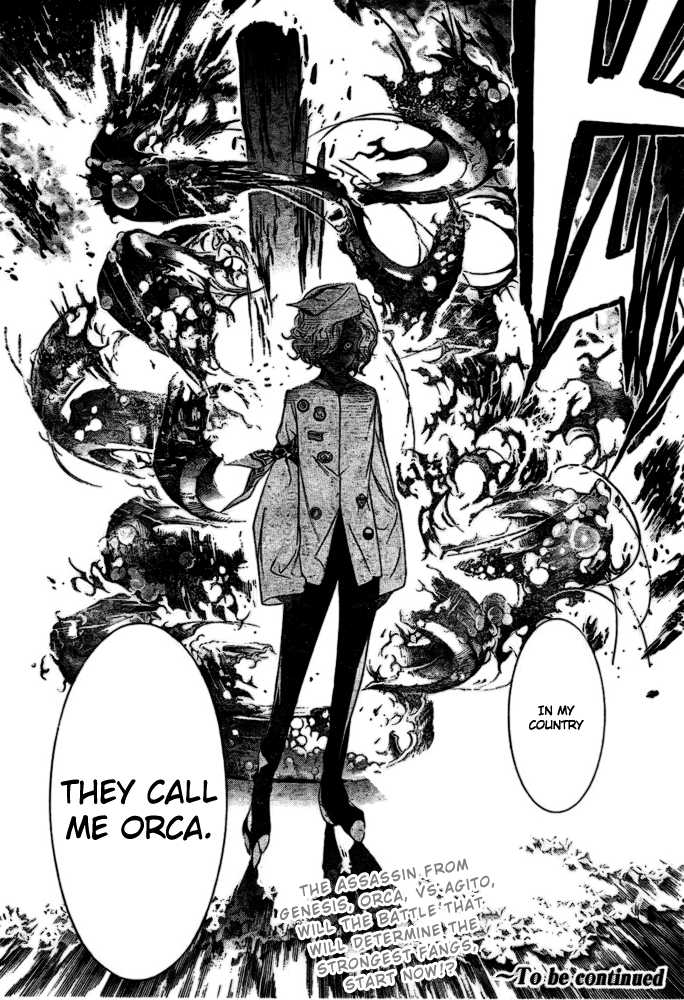 IN MY
COUNTRY
THEY CALL
ME ORCA.
THE ASSASSIN FROM
GENESIS, ORCA, VS AGITO,
WILL THE BATTLE THAT
WILL DETERMINE THE
STRONGEST FANGS
START NOW!?
~To be continued